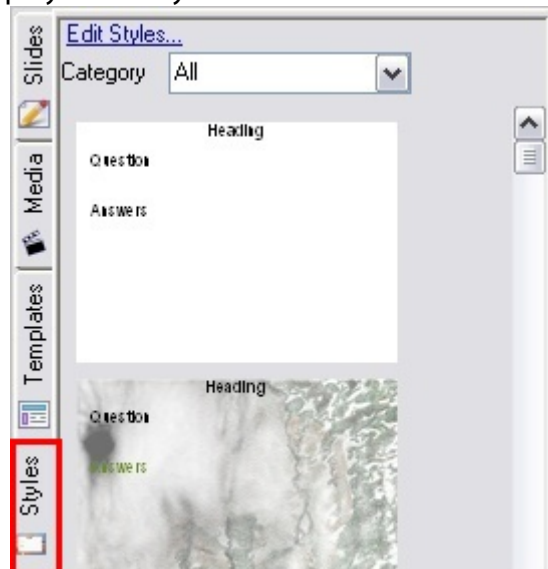 Edit Styles...
Category
All
Slides
Media
Templates
Styles
Heading
Question
Answers
Heading
Question
Answers